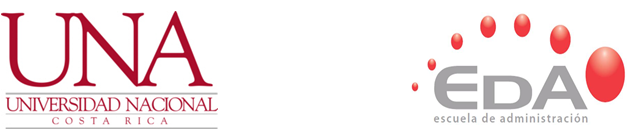 UNA
UNIVERSIDAD NACIONAL
COSTA RICA
EDA
escuela de administración